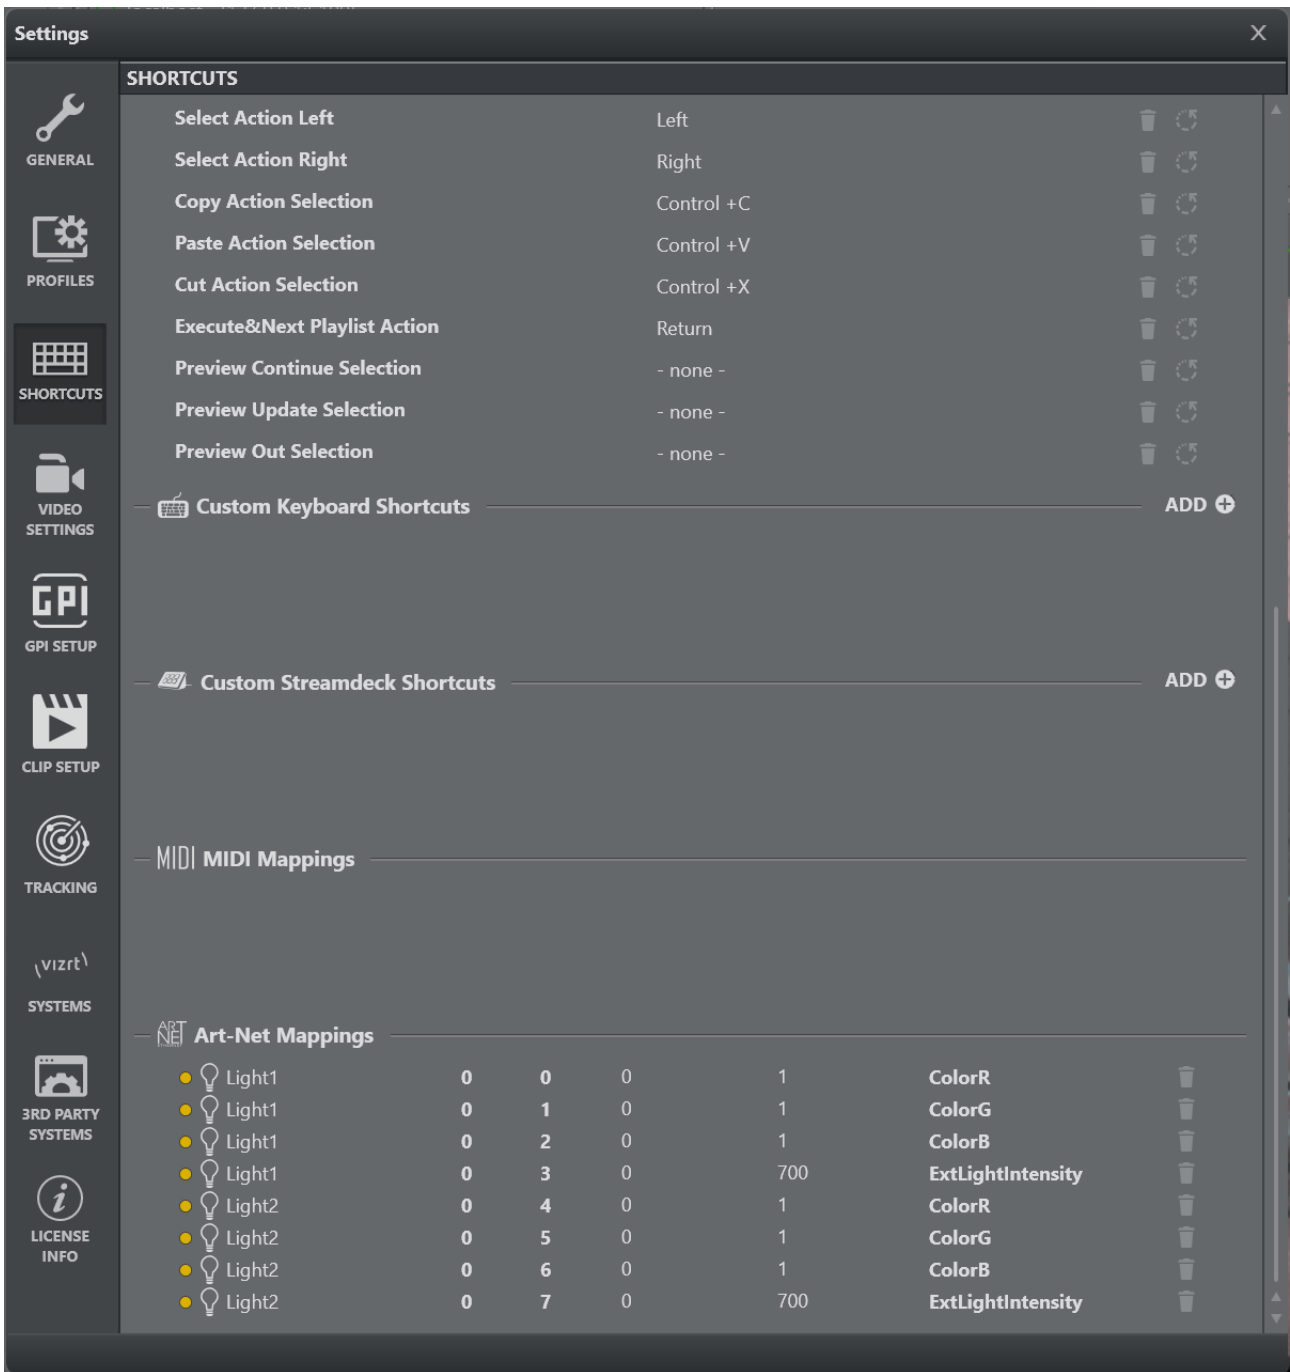 Settings X
SHORTCUTS
GENERAL
PROFILES
SHORTCUTS
VIDEO
SETTINGS
GPI
GPI SETUP
CLIP SETUP
TRACKING
vizrt
SYSTEMS
3RD PARTY
SYSTEMS
i
LICENSE
INFO
Select Action Left Left
Select Action Right Right
Copy Action Selection Control +C
Paste Action Selection Control +V
Cut Action Selection Control +X
Execute&Next Playlist Action Return
Preview Continue Selection - none -
Preview Update Selection - none -
Preview Out Selection - none -
Custom Keyboard Shortcuts ADD
Custom Streamdeck Shortcuts ADD
MIDI MIDI Mappings
ART NET Art-Net Mappings
Light1 0 0 0 1 ColorR
Light1 0 1 0 1 ColorG
Light1 0 2 0 1 ColorB
Light1 0 3 0 700 ExtLightIntensity
Light2 0 4 0 1 ColorR
Light2 0 5 0 1 ColorG
Light2 0 6 0 1 ColorB
Light2 0 7 0 700 ExtLightIntensity